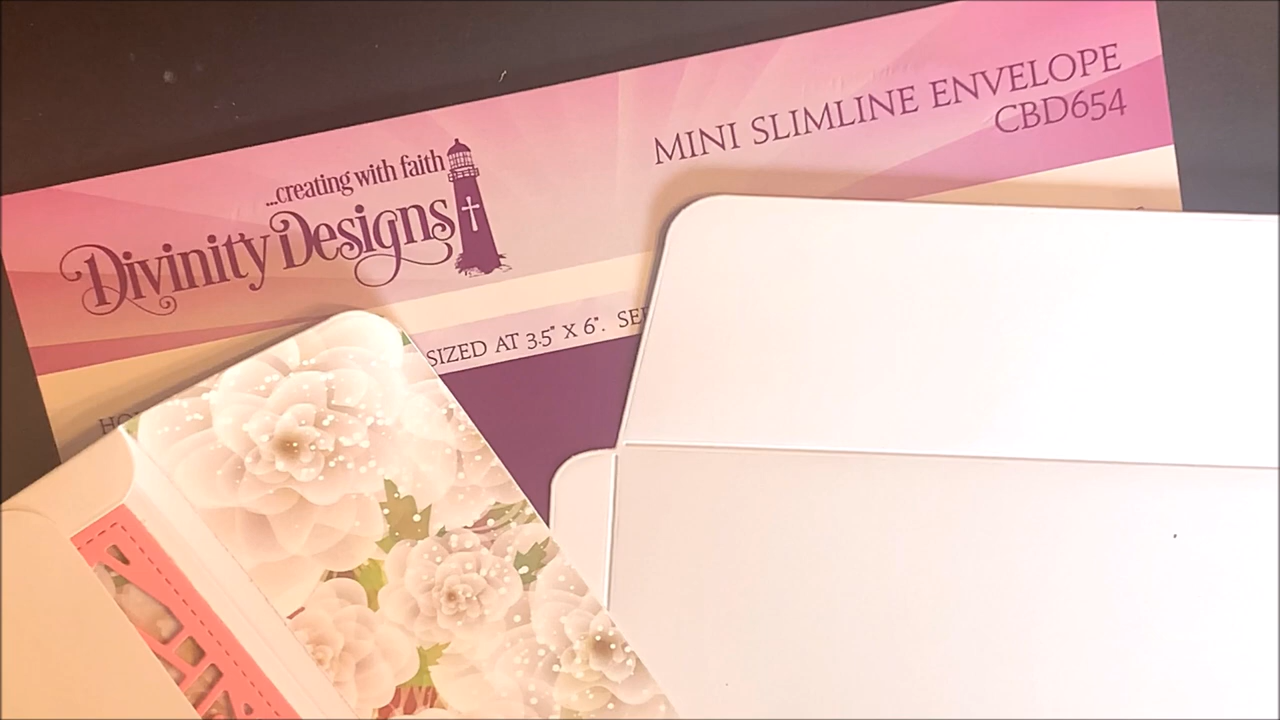 MINI SLIMLINE ENVELOPE
CBD654
...creating with faith
Divinity Designs
SIZED AT 3.5" X 6".